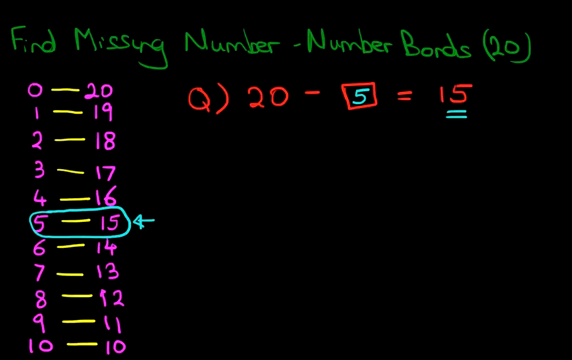 Find Missing Number - Number Bonds (20)
0 — 20
1 — 19
2 — 18
3 — 17
4 — 16
5 — 15 ←
6 — 14
7 — 13
8 — 12
9 — 11
10 — 10
Q) 20 - 5 = 15